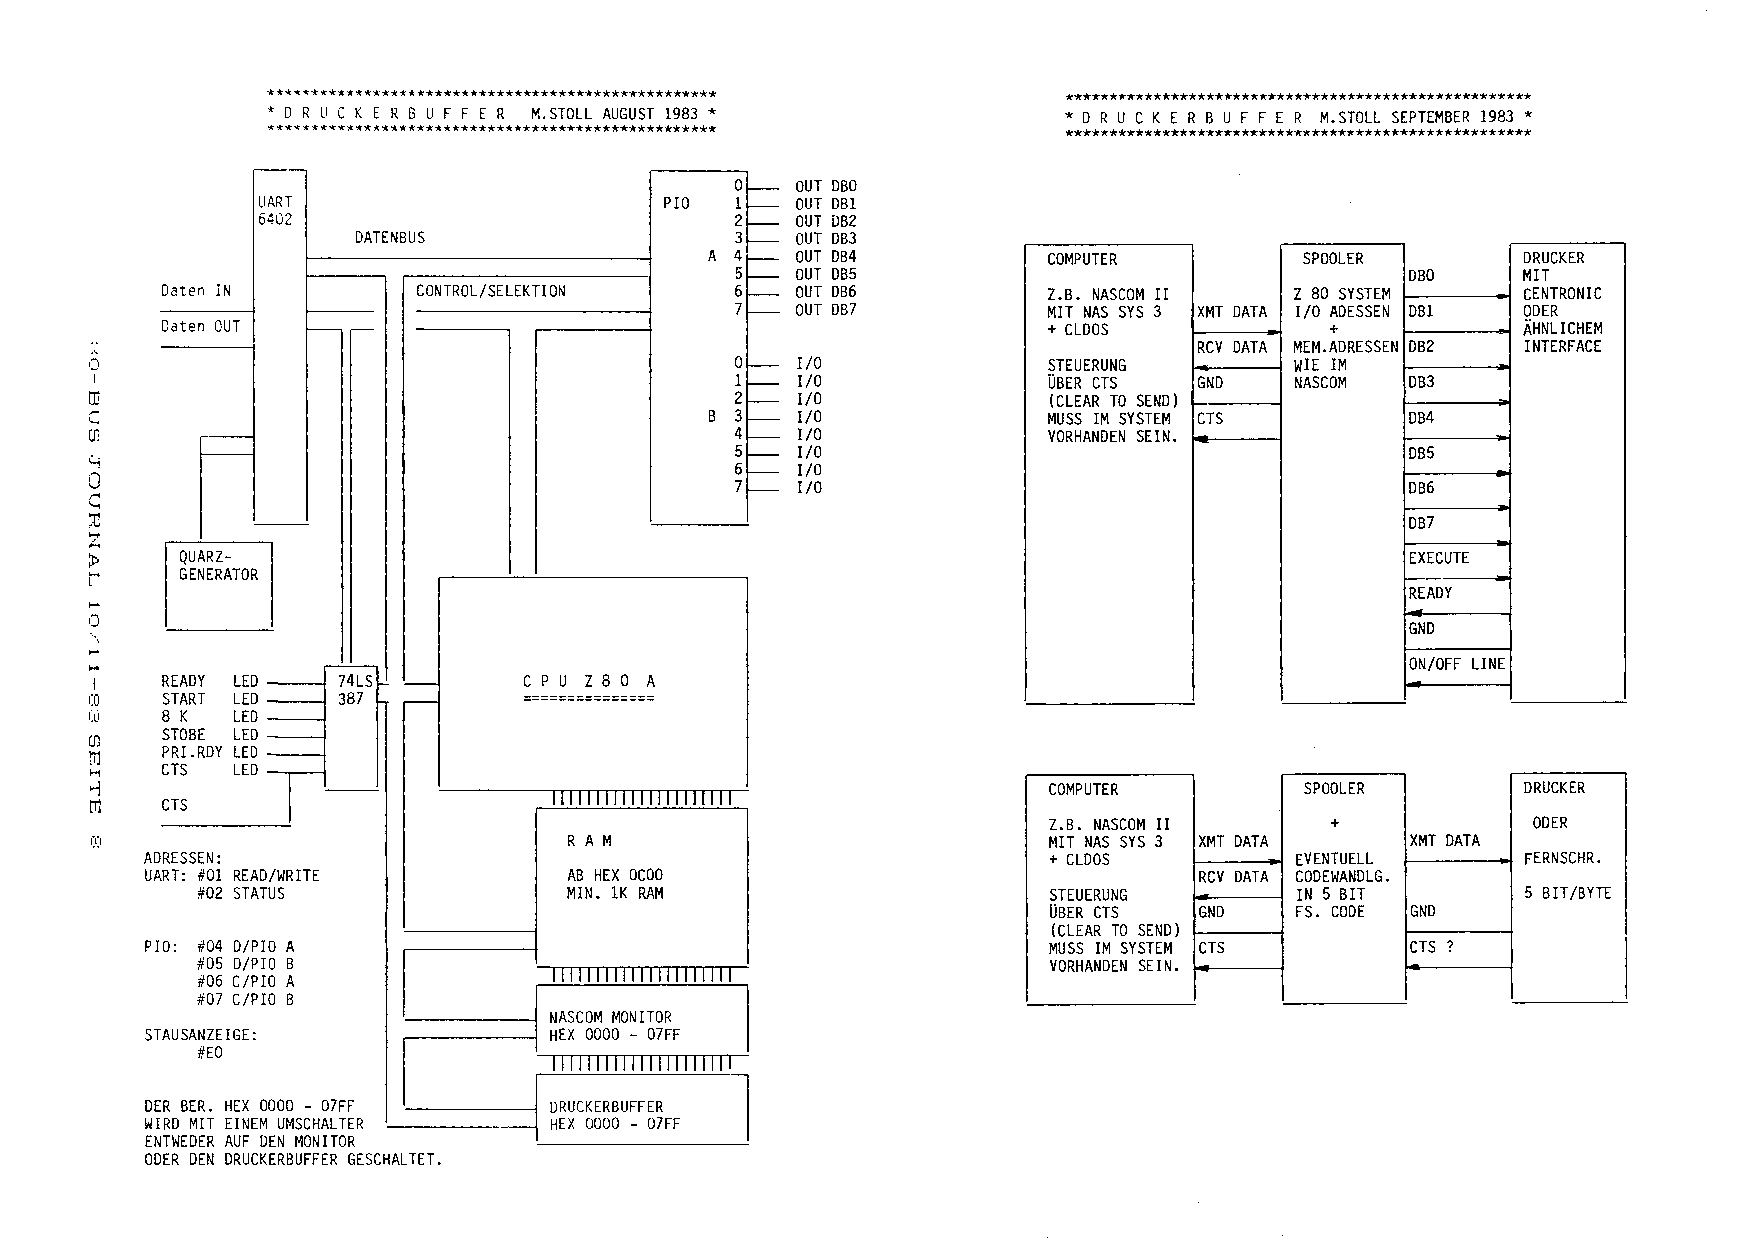 80-BUS JOURNAL 10/11-83 SEITE 8
***************************************************
* D R U C K E R B U F F E R   M.STOLL AUGUST 1983 *
***************************************************
UART
6402
DATENBUS
Daten IN
CONTROL/SELEKTION
Daten OUT
PIO
A
0 OUT DB0
1 OUT DB1
2 OUT DB2
3 OUT DB3
4 OUT DB4
5 OUT DB5
6 OUT DB6
7 OUT DB7
B
0 I/O
1 I/O
2 I/O
3 I/O
4 I/O
5 I/O
6 I/O
7 I/O
QUARZ-
GENERATOR
READY LED
START LED
8 K LED
STOBE LED
PRI.RDY LED
CTS LED
CTS
74LS
387
C P U Z 8 0 A
===============
R A M
AB HEX 0C00
MIN. 1K RAM
NASCOM MONITOR
HEX 0000 - 07FF
DRUCKERBUFFER
HEX 0000 - 07FF
ADRESSEN:
UART: #01 READ/WRITE
#02 STATUS
PIO: #04 D/PIO A
#05 D/PIO B
#06 C/PIO A
#07 C/PIO B
STAUSANZEIGE:
#E0
DER BER. HEX 0000 - 07FF
WIRD MIT EINEM UMSCHALTER
ENTWEDER AUF DEN MONITOR
ODER DEN DRUCKERBUFFER GESCHALTET.
*****************************************************
* D R U C K E R B U F F E R M.STOLL SEPTEMBER 1983 *
*****************************************************
COMPUTER
Z.B. NASCOM II
MIT NAS SYS 3
+ CLDOS
STEUERUNG
ÜBER CTS
(CLEAR TO SEND)
MUSS IM SYSTEM
VORHANDEN SEIN.
XMT DATA
RCV DATA
GND
CTS
SPOOLER
Z 80 SYSTEM
I/O ADESSEN
+
MEM.ADRESSEN
WIE IM
NASCOM
DB0
DB1
DB2
DB3
DB4
DB5
DB6
DB7
EXECUTE
READY
GND
ON/OFF LINE
DRUCKER
MIT
CENTRONIC
ODER
ÄHNLICHEM
INTERFACE
COMPUTER
Z.B. NASCOM II
MIT NAS SYS 3
+ CLDOS
STEUERUNG
ÜBER CTS
(CLEAR TO SEND)
MUSS IM SYSTEM
VORHANDEN SEIN.
XMT DATA
RCV DATA
GND
CTS
SPOOLER
+
EVENTUELL
CODEWANDLG.
IN 5 BIT
FS. CODE
XMT DATA
GND
CTS ?
DRUCKER
ODER
FERNSCHR.
5 BIT/BYTE